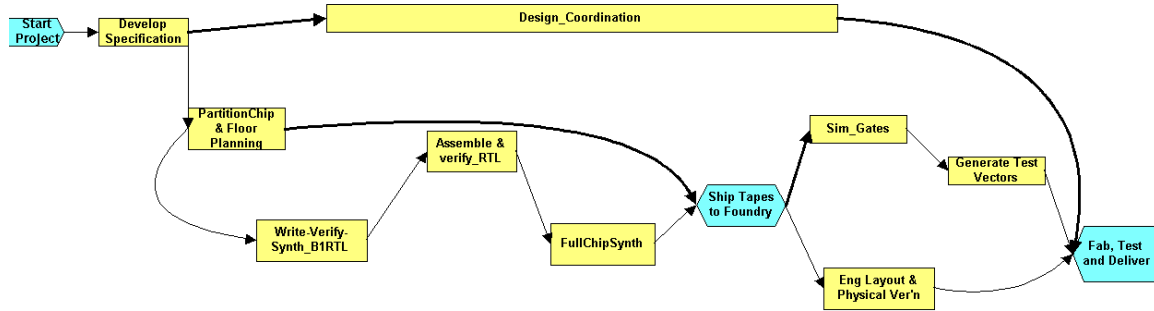 Start
Project
Develop
Specification
Design_Coordination
PartitionChip
& Floor
Planning
Assemble &
verify_RTL
Write-Verify-
Synth_B1RTL
FullChipSynth
Ship Tapes
to Foundry
Sim_Gates
Generate Test
Vectors
Eng Layout &
Physical Ver'n
Fab, Test
and Deliver